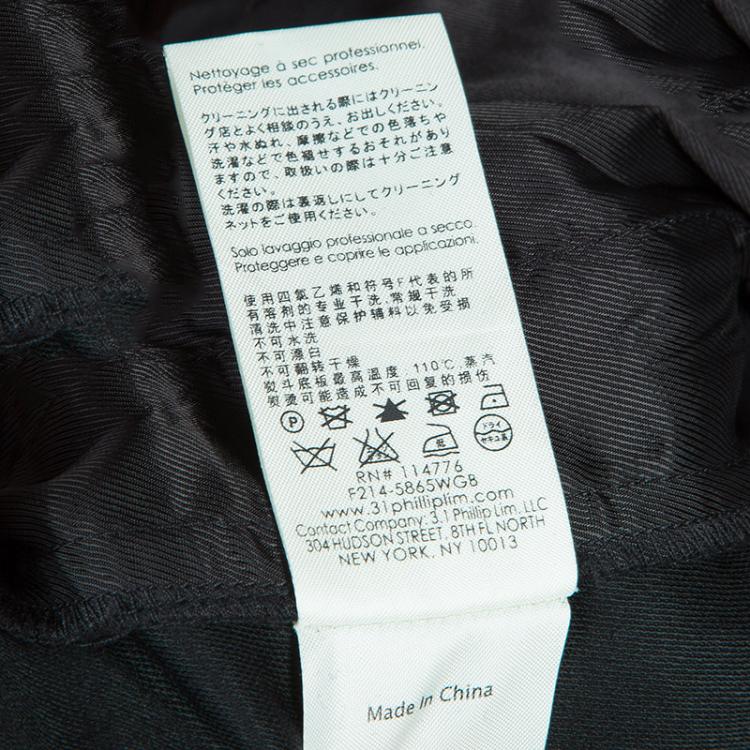 Nettoyage à sec professionnel.
Protéger les accessoires.
クリーニングに出される際にはクリーニン
グ店とよく相談のうえ、お出しください。
汗や水ぬれ、摩擦などでの色落ちや
洗濯などで色褪せするおそれがあり
ますので、取扱いの際は十分ご注意
ください。
洗濯の際は裏返しにしてクリーニング
ネットをご使用ください。
Solo lavaggio professionale a secco.
Proteggere e coprire le applicazioni.
使用四氯乙烯和符号F代表的所
有溶剂的专业干洗,常规干洗
清洗中注意保护辅料以免受损
不可水洗
不可漂白
不可翻转干燥
熨斗底板最高温度:110℃,蒸汽
熨烫可能造成不可回复的损伤
P
低
ドライ
セキユ系
RN# 114776
F214-5865WGB
www.31philliplim.com
Contact Company: 3.1 Phillip Lim, LLC
304 HUDSON STREET, 8TH FL NORTH
NEW YORK, NY 10013
Made In China